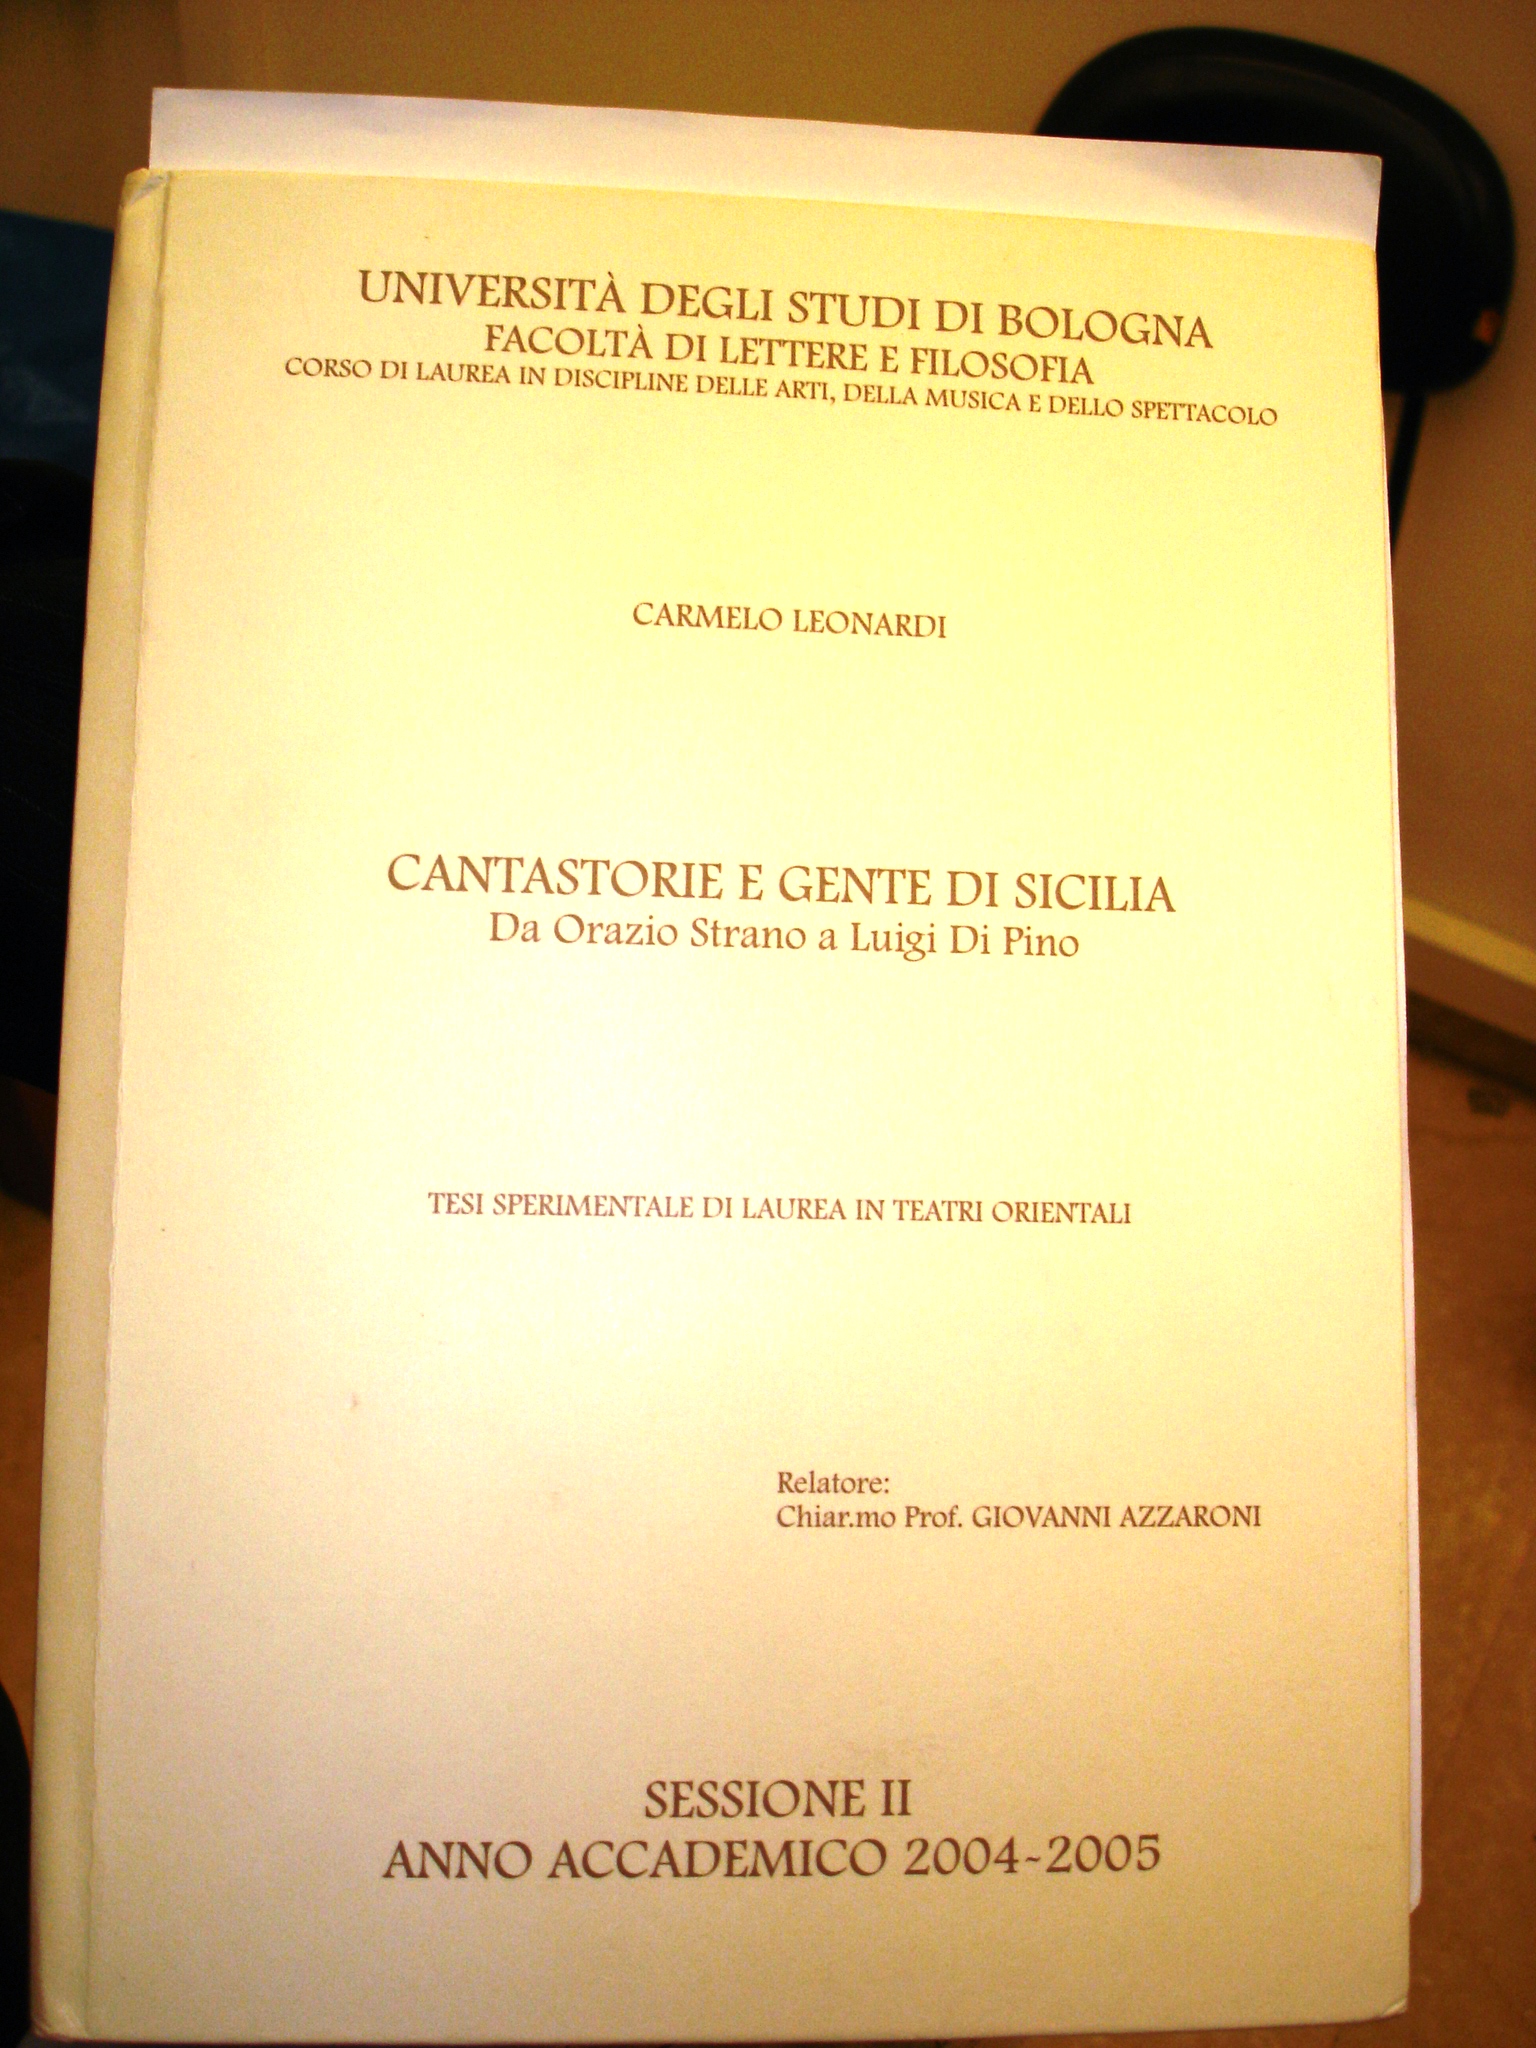 UNIVERSITÀ DEGLI STUDI DI BOLOGNA
FACOLTÀ DI LETTERE E FILOSOFIA
CORSO DI LAUREA IN DISCIPLINE DELLE ARTI, DELLA MUSICA E DELLO SPETTACOLO
CARMELO LEONARDI
CANTASTORIE E GENTE DI SICILIA
Da Orazio Strano a Luigi Di Pino
TESI SPERIMENTALE DI LAUREA IN TEATRI ORIENTALI
Relatore:
Chiar.mo Prof. GIOVANNI AZZARONI
SESSIONE II
ANNO ACCADEMICO 2004-2005